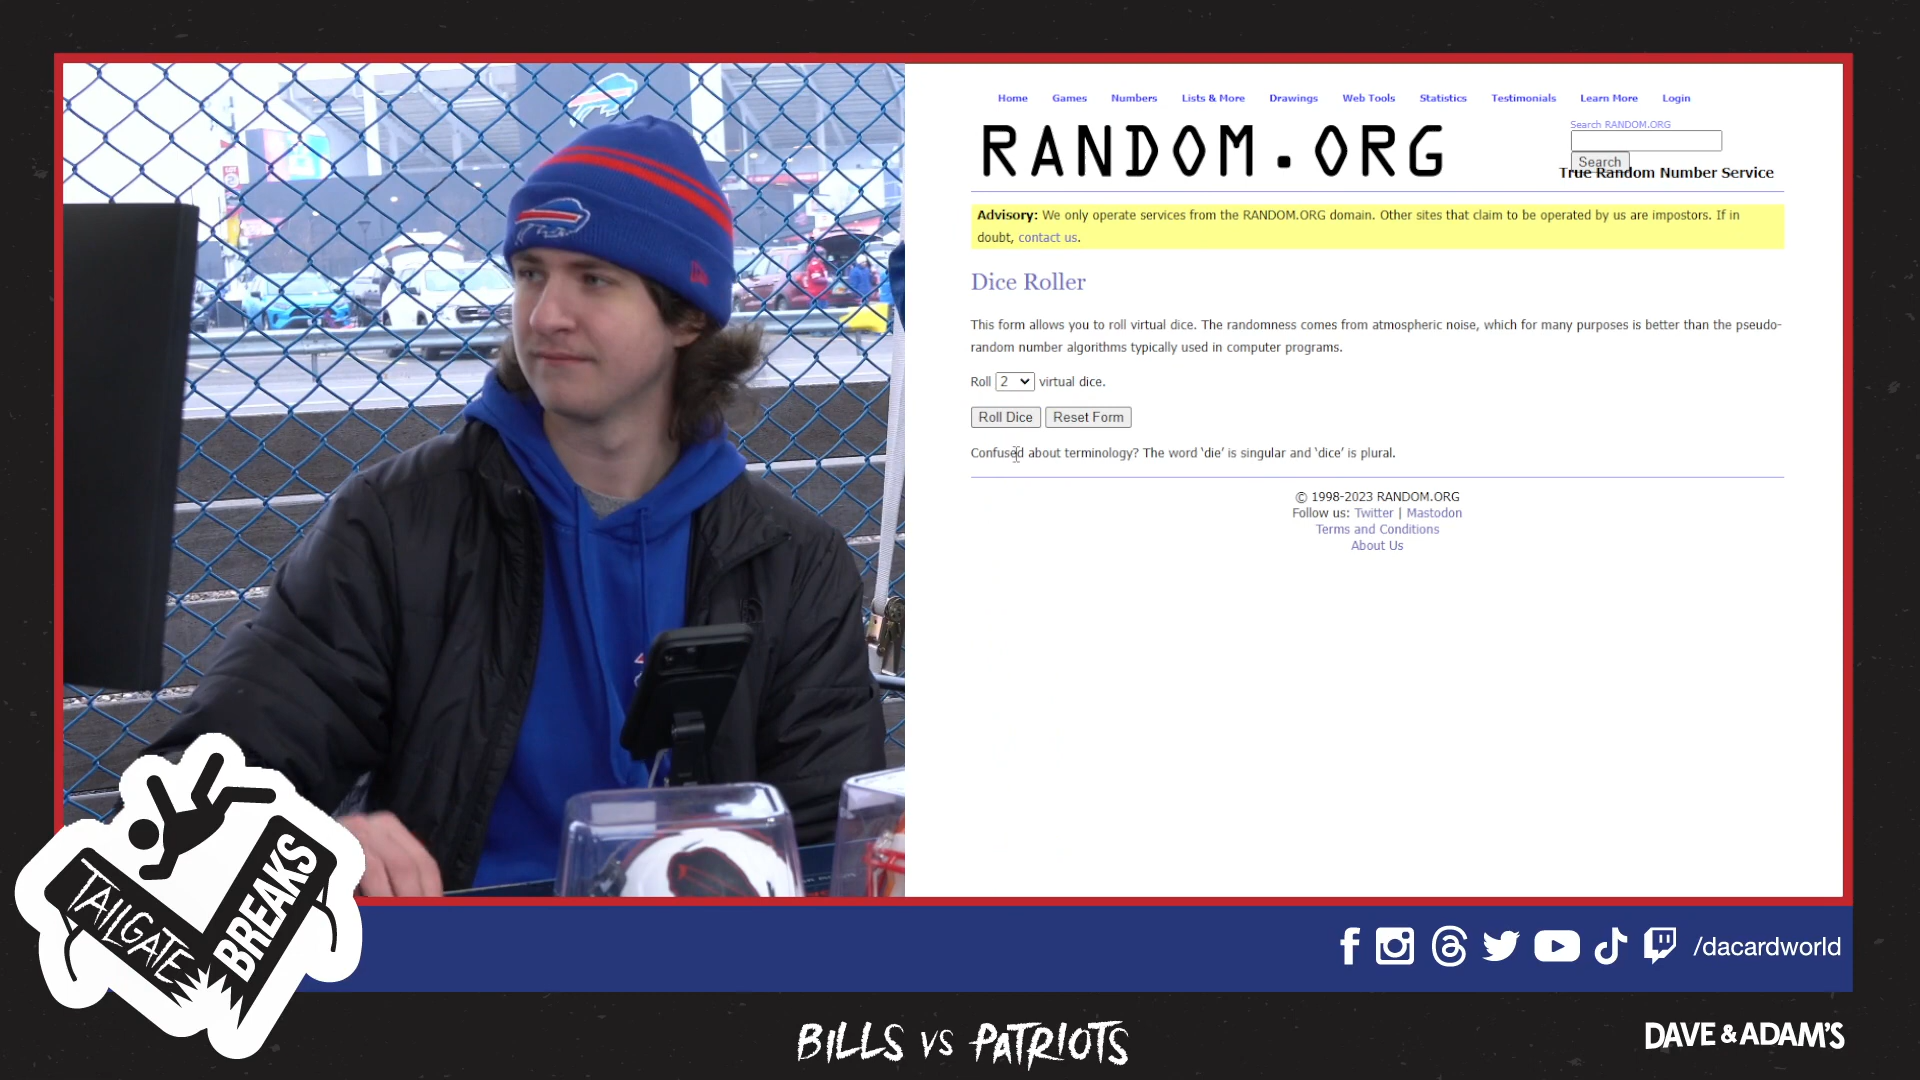 Home Games Numbers Lists & More Drawings Web Tools Statistics Testimonials Learn More Login
RANDOM.ORG
Search RANDOM.ORG
Search
True Random Number Service
Advisory: We only operate services from the RANDOM.ORG domain. Other sites that claim to be operated by us are impostors. If in
doubt, contact us.
Dice Roller
This form allows you to roll virtual dice. The randomness comes from atmospheric noise, which for many purposes is better than the pseudo-
random number algorithms typically used in computer programs.
Roll 2 virtual dice.
Roll Dice Reset Form
Confused about terminology? The word ‘die’ is singular and ‘dice’ is plural.
© 1998-2023 RANDOM.ORG
Follow us: Twitter | Mastodon
Terms and Conditions
About Us
TAILGATE
BREAKS
/dacardworld
BILLS VS PATRIOTS
DAVE & ADAM'S